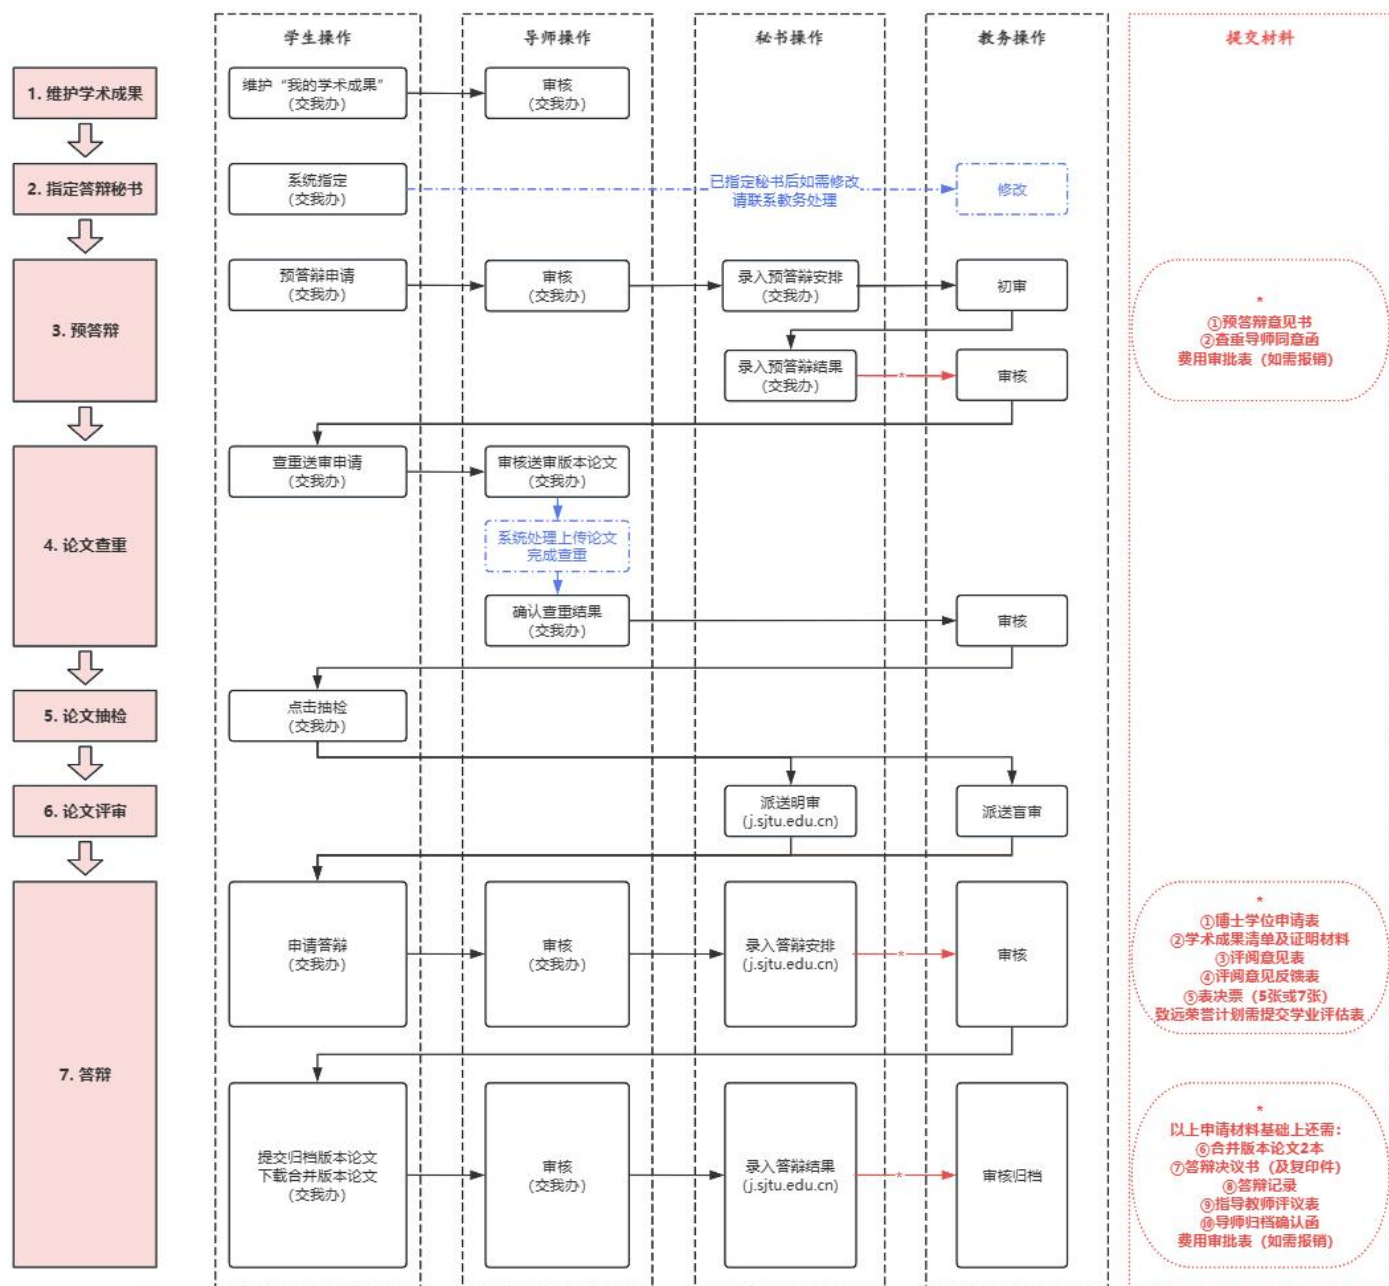 学生操作
导师操作
秘书操作
教务操作
提交材料
1. 维护学术成果
维护“我的学术成果”
(交我办)
审核
(交我办)
2. 指定答辩秘书
系统指定
(交我办)
已指定秘书后如需修改
请联系教务处理
修改
3. 预答辩
预答辩申请
(交我办)
审核
(交我办)
录入预答辩安排
(交我办)
初审
录入预答辩结果
(交我办)
*
审核
*
①预答辩意见书
②查重导师同意函
费用审批表（如需报销）
4. 论文查重
查重送审申请
(交我办)
审核送审版本论文
(交我办)
系统处理上传论文
完成查重
确认查重结果
(交我办)
审核
5. 论文抽检
点击抽检
(交我办)
6. 论文评审
派送明审
(j.sjtu.edu.cn)
派送盲审
7. 答辩
申请答辩
(交我办)
审核
(交我办)
录入答辩安排
(j.sjtu.edu.cn)
*
审核
*
①博士学位申请表
②学术成果清单及证明材料
③评阅意见表
④评阅意见反馈表
⑤表决票（5张或7张）
致远荣誉计划需提交学业评估表
提交归档版本论文
下载合并版本论文
(交我办)
审核
(交我办)
录入答辩结果
(j.sjtu.edu.cn)
*
审核归档
*
以上申请材料基础上还需：
⑥合并版本论文2本
⑦答辩决议书（及复印件）
⑧答辩记录
⑨指导教师评议表
⑩导师归档确认函
费用审批表（如需报销）